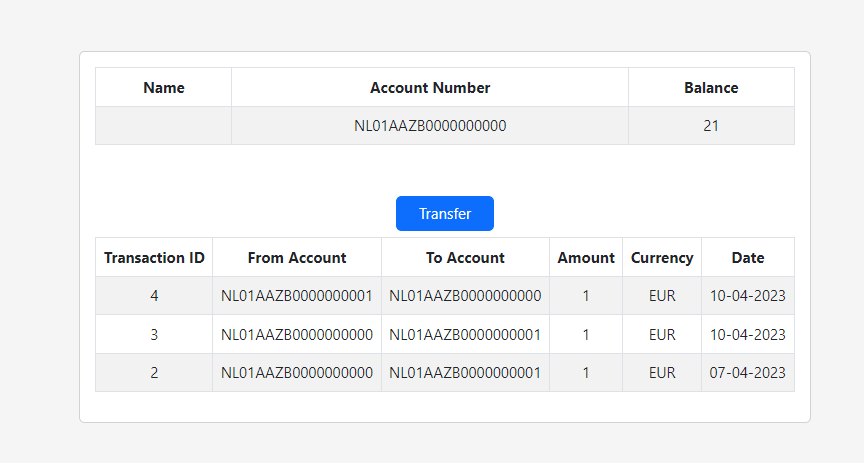 Name Account Number Balance
NL01AAZB0000000000 21
Transfer
Transaction ID From Account To Account Amount Currency Date
4 NL01AAZB0000000001 NL01AAZB0000000000 1 EUR 10-04-2023
3 NL01AAZB0000000000 NL01AAZB0000000001 1 EUR 10-04-2023
2 NL01AAZB0000000000 NL01AAZB0000000001 1 EUR 07-04-2023